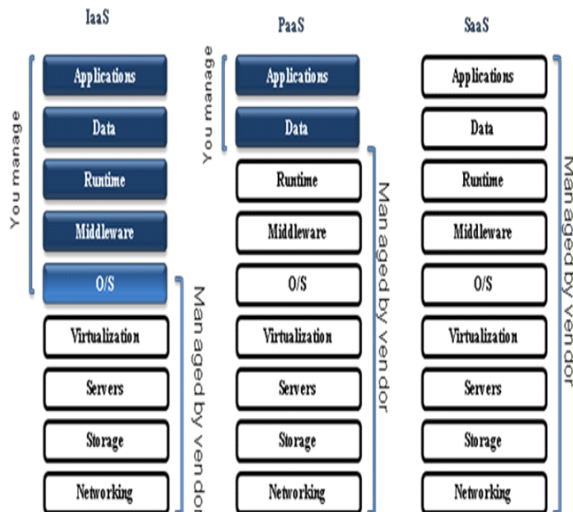 IaaS
You manage
Applications
Data
Runtime
Middleware
O/S
Virtualization
Servers
Storage
Networking
Managed by vendor
PaaS
You manage
Applications
Data
Runtime
Middleware
O/S
Virtualization
Servers
Storage
Networking
Managed by vendor
SaaS
Applications
Data
Runtime
Middleware
O/S
Virtualization
Servers
Storage
Networking
Managed by vendor